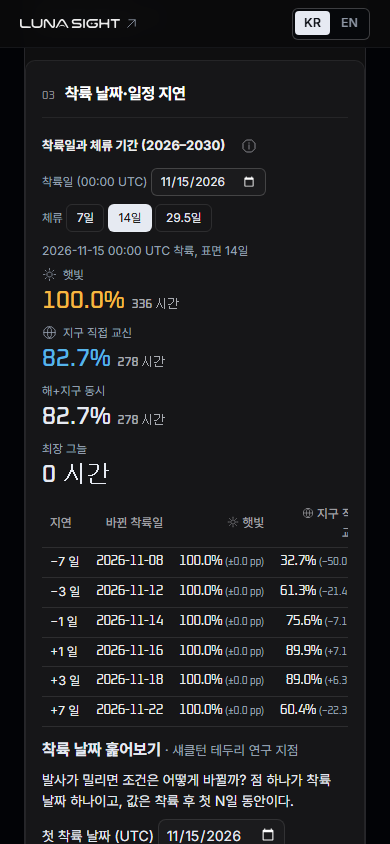 LUNA SIGHT ↗
KR EN
03 착륙 날짜·일정 지연
착륙일과 체류 기간 (2026–2030)
착륙일 (00:00 UTC) 11/15/2026
체류 7일 14일 29.5일
2026-11-15 00:00 UTC 착륙, 표면 14일
햇빛
100.0% 336 시간
지구 직접 교신
82.7% 278 시간
해+지구 동시
82.7% 278 시간
최장 그늘
0 시간
지연 바뀐 착륙일 햇빛 지구 직
−7 일 2026-11-08 100.0% (±0.0 pp) 32.7% (−50.0
−3 일 2026-11-12 100.0% (±0.0 pp) 61.3% (−21.4
−1 일 2026-11-14 100.0% (±0.0 pp) 75.6% (−7.1
+1 일 2026-11-16 100.0% (±0.0 pp) 89.9% (+7.1
+3 일 2026-11-18 100.0% (±0.0 pp) 89.0% (+6.3
+7 일 2026-11-22 100.0% (±0.0 pp) 60.4% (−22.3
착륙 날짜 훑어보기 · 섀클턴 테두리 연구 지점
발사가 밀리면 조건은 어떻게 바뀔까? 점 하나가 착륙
날짜 하나이고, 값은 착륙 후 첫 N일 동안이다.
첫 착륙 날짜 (UTC) 11/15/2026